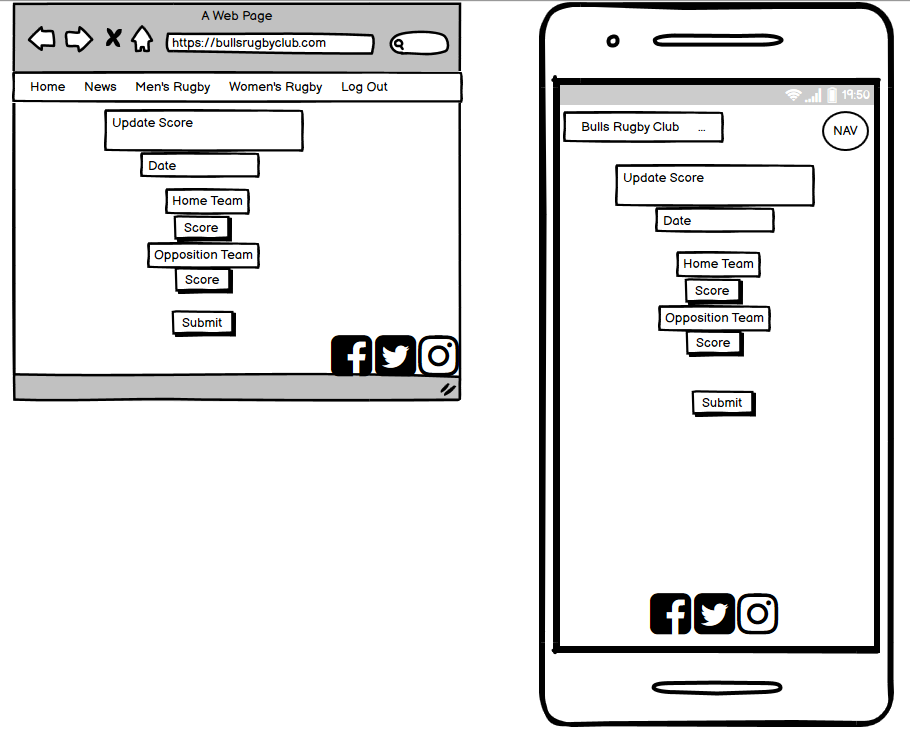 A Web Page
https://bullsrugbyclub.com
Home News Men's Rugby Women's Rugby Log Out
Update Score
Date
Home Team
Score
Opposition Team
Score
Submit
19:50
Bulls Rugby Club ...
NAV
Update Score
Date
Home Team
Score
Opposition Team
Score
Submit